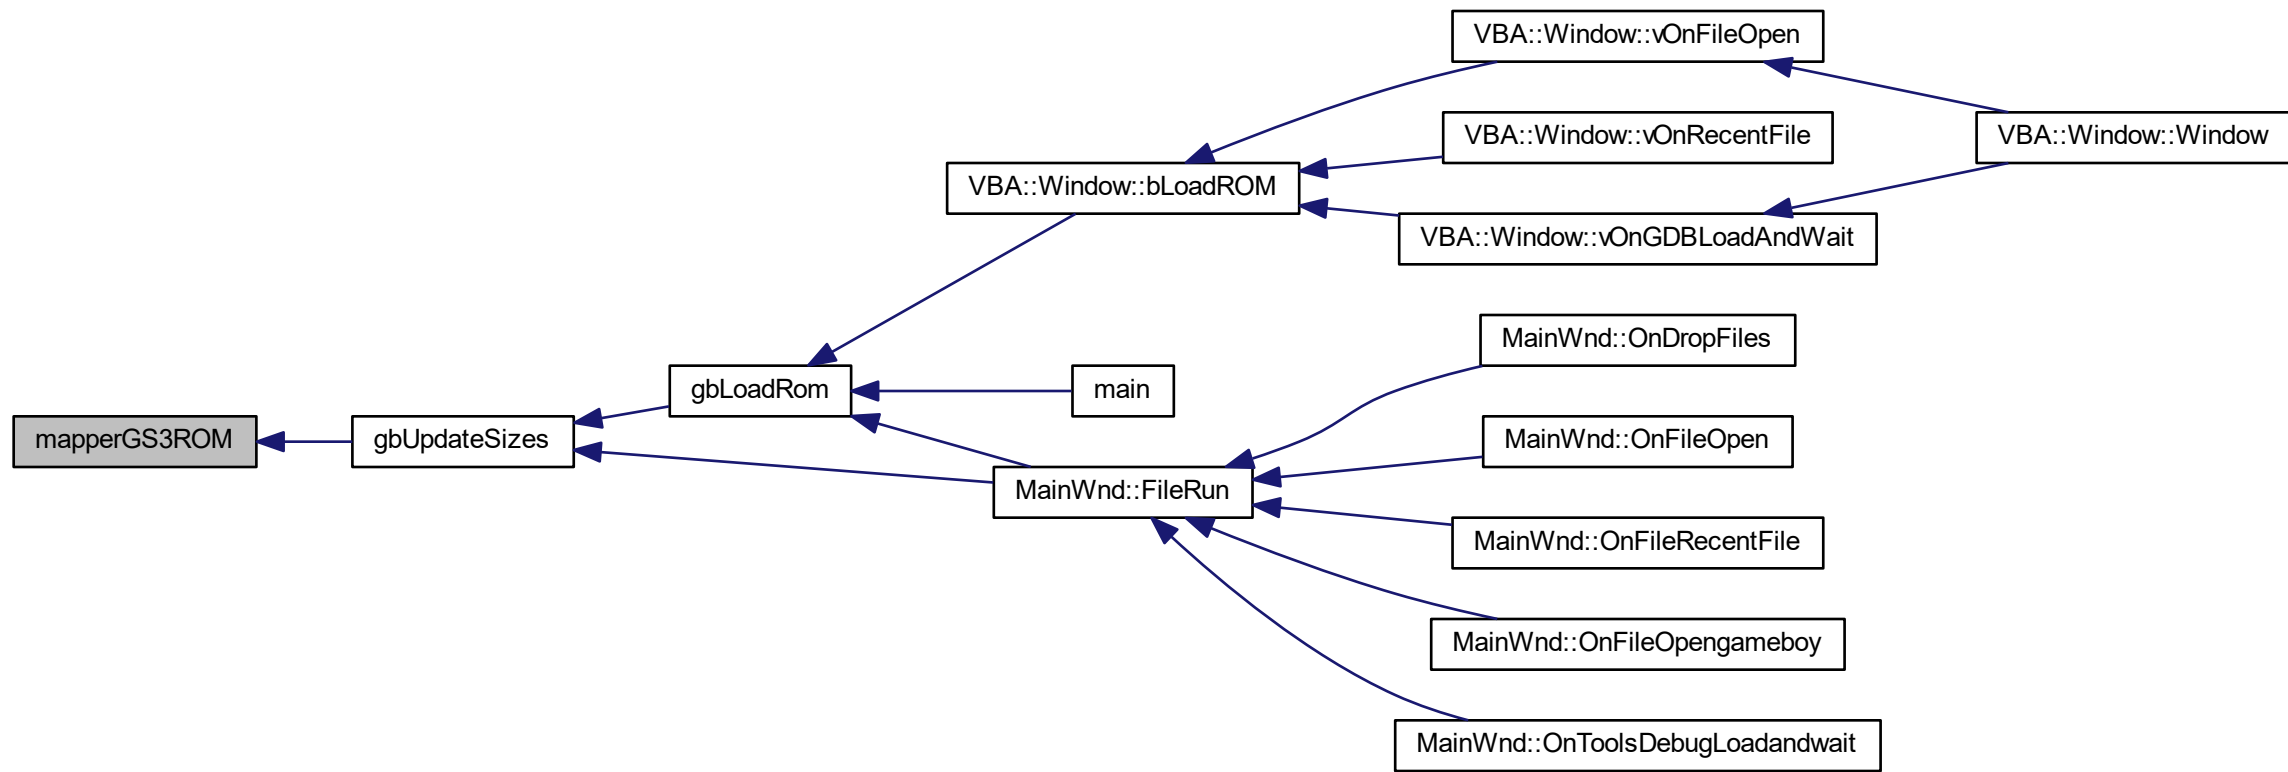 VBA::Window::vOnFileOpen
VBA::Window::vOnRecentFile
VBA::Window::Window
VBA::Window::bLoadROM
VBA::Window::vOnGDBLoadAndWait
MainWnd::OnDropFiles
gbLoadRom
main
mapperGS3ROM
gbUpdateSizes
MainWnd::OnFileOpen
MainWnd::FileRun
MainWnd::OnFileRecentFile
MainWnd::OnFileOpengameboy
MainWnd::OnToolsDebugLoadandwait